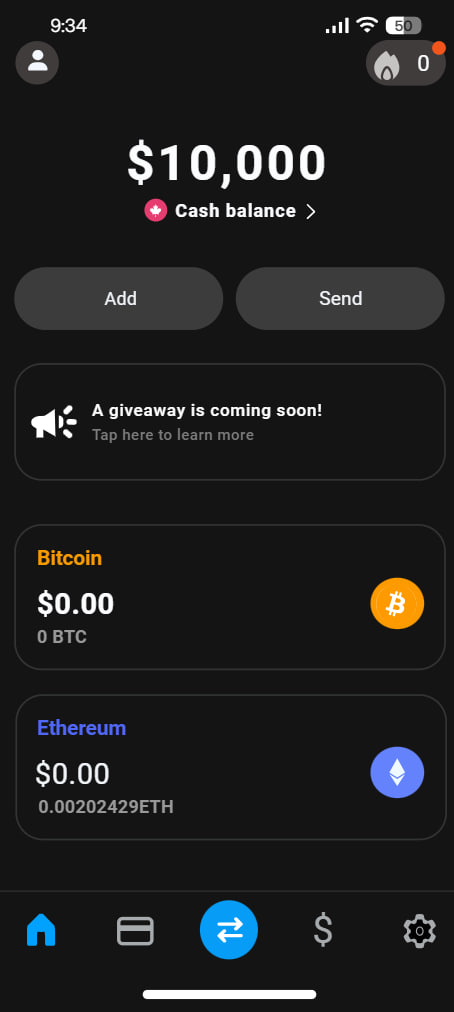 9:34
50
0
$10,000
Cash balance
Add
Send
A giveaway is coming soon!
Tap here to learn more
Bitcoin
$0.00
0 BTC
Ethereum
$0.00
0.00202429ETH